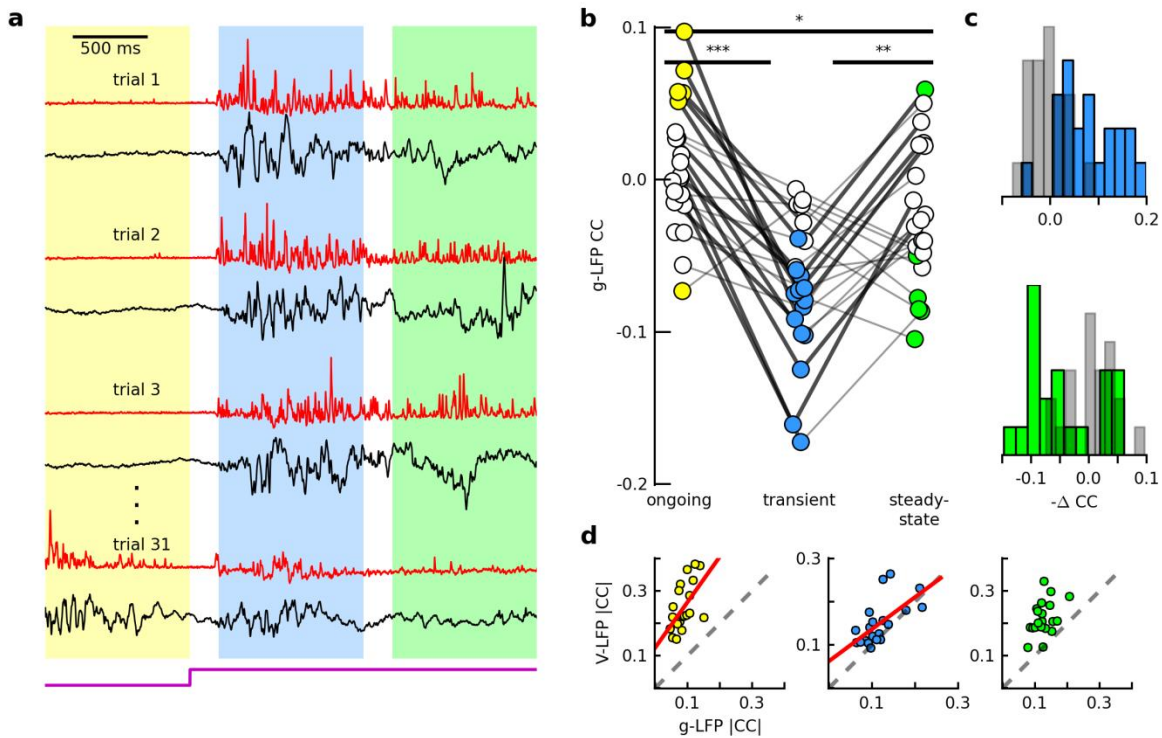 a
500 ms
trial 1
trial 2
trial 3
trial 31
b
*
***
**
0.1
0.0
-0.1
-0.2
g-LFP CC
ongoing
transient
steady-
state
c
0.0
0.2
-0.1
0.0
0.1
-Δ CC
d
0.3
0.1
0.1
0.3
V-LFP |CC|
g-LFP |CC|
0.3
0.1
0.1
0.3
0.3
0.1
0.1
0.3